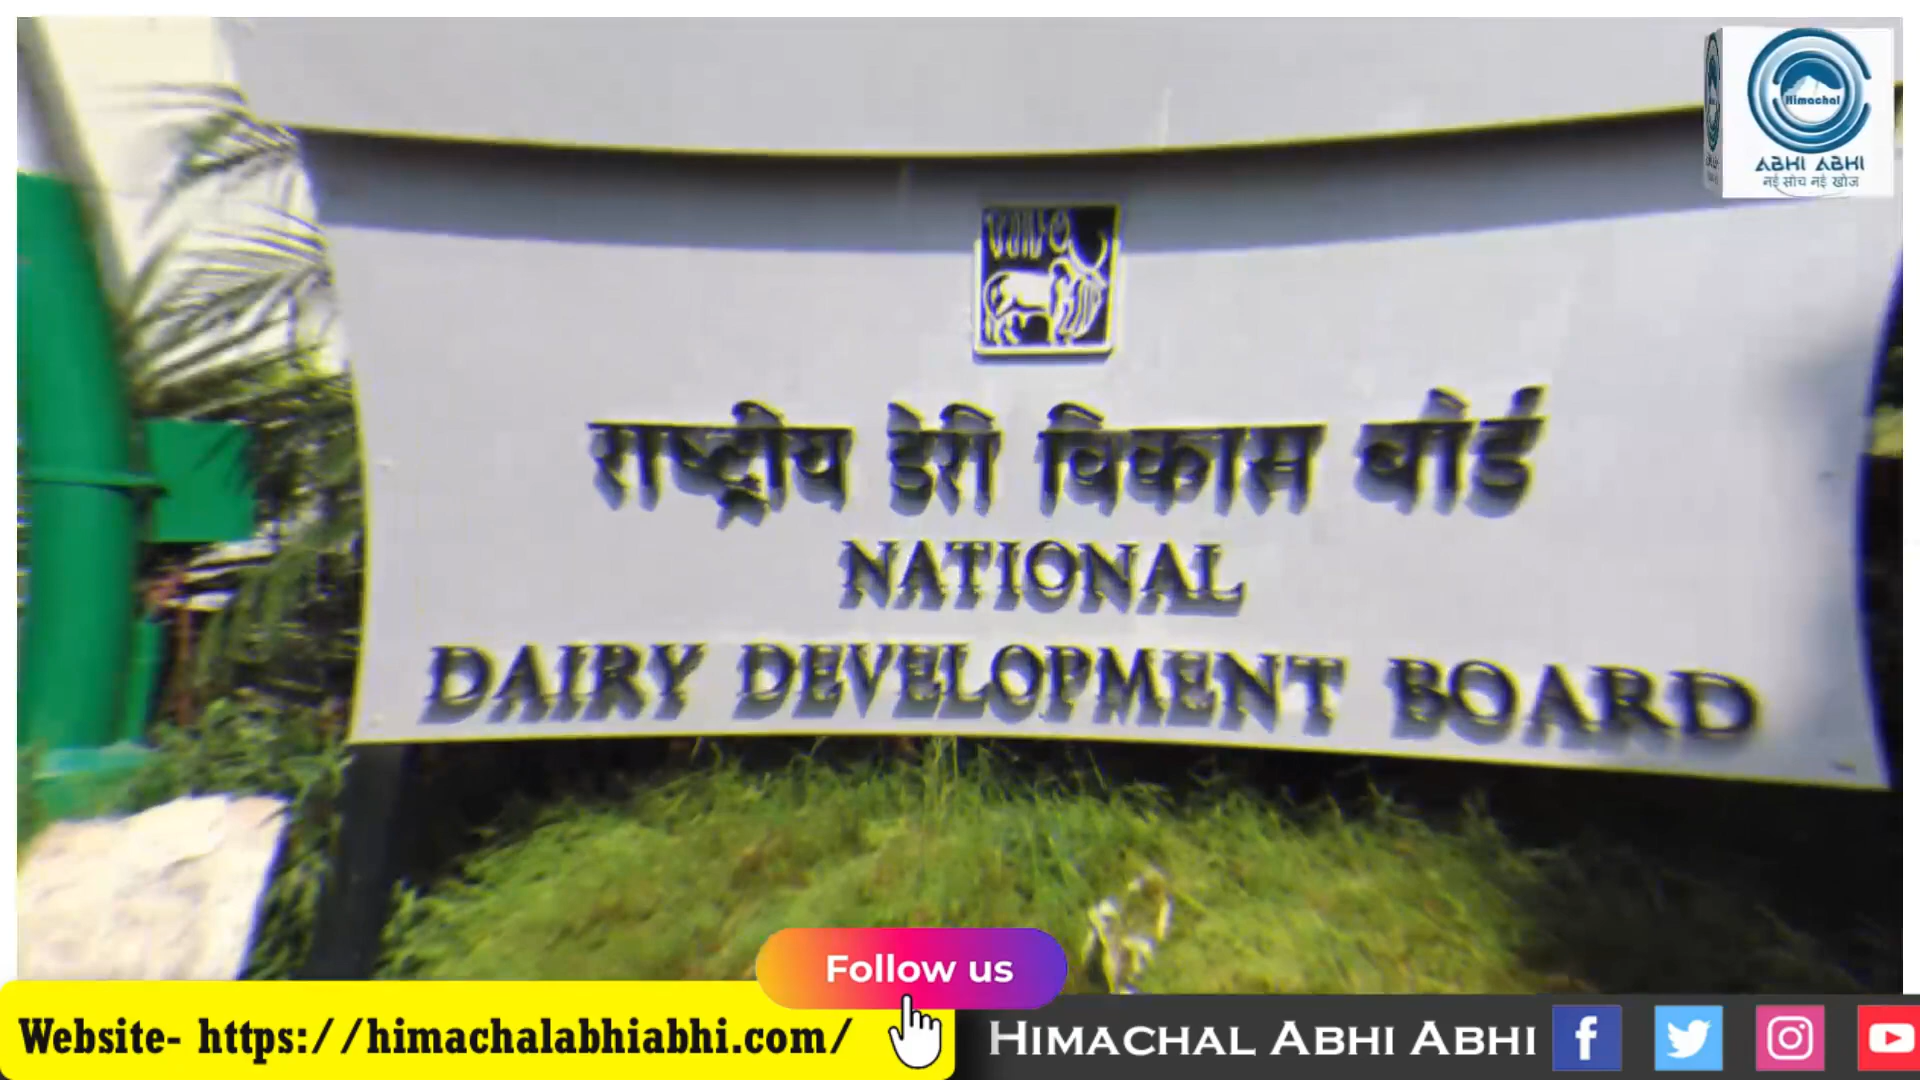 Himachal
ABHI ABHI
नई सोच नई खोज
राष्ट्रीय डेरी विकास बोर्ड
NATIONAL
DAIRY DEVELOPMENT BOARD
Follow us
Website- https://himachalabhiabhi.com/
HIMACHAL ABHI ABHI